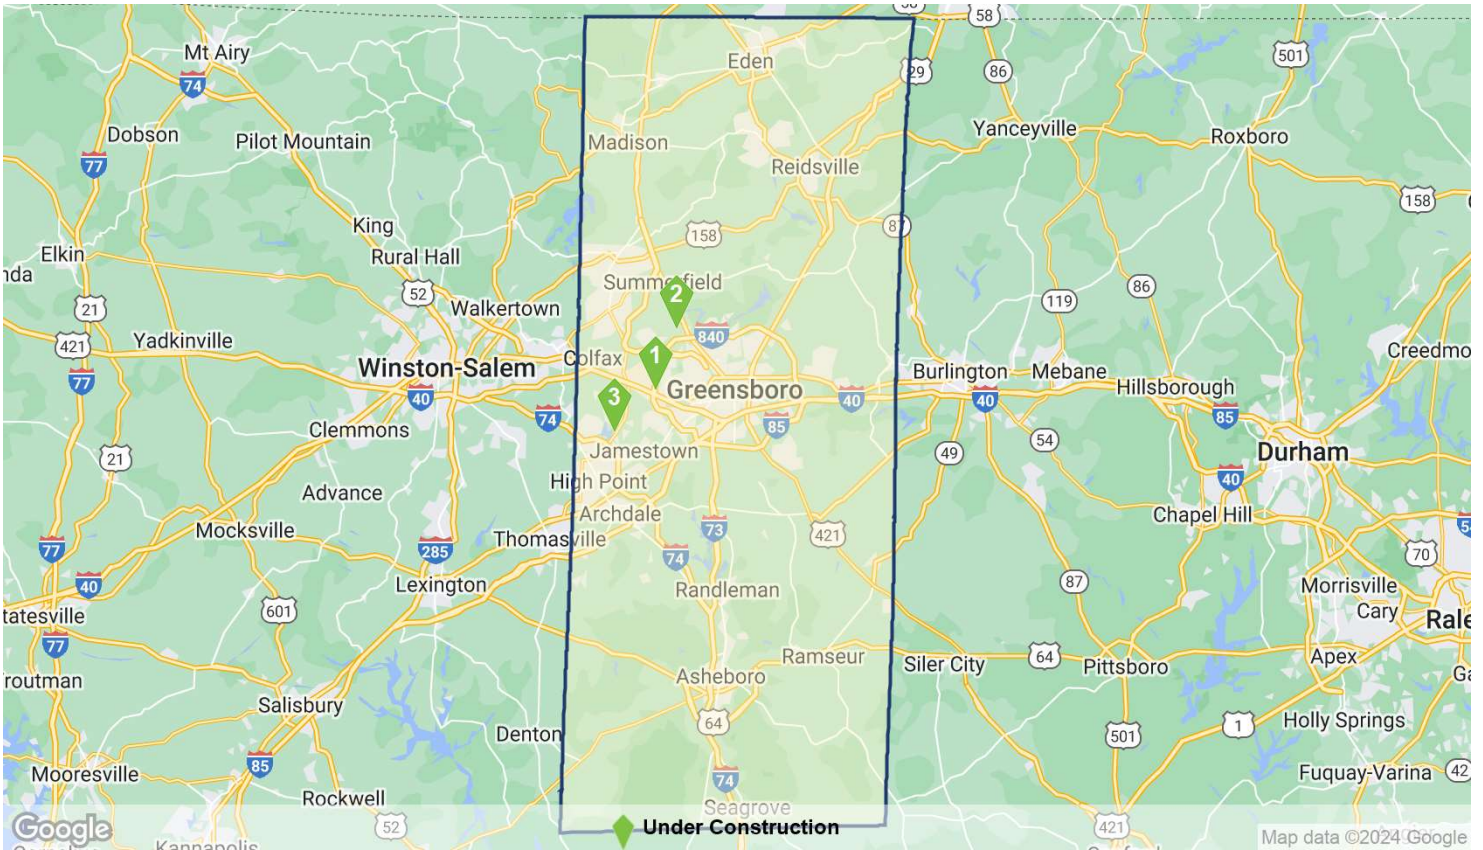 58
Mt Airy
Eden
501
74
29
86
Dobson
Pilot Mountain
Madison
Yanceyville
Roxboro
77
Reidsville
158
King
87
158
Elkin
Rural Hall
Summerfield
52
2
86
119
21
Walkertown
840
421
Yadkinville
1
Colfax
Winston-Salem
Greensboro
Burlington
Mebane
Creedmo
77
40
3
40
40
Hillsborough
74
85
85
Clemmons
Jamestown
49
54
Durham
21
High Point
40
Advance
Archdale
Chapel Hill
Mocksville
Thomasville
73
421
77
285
74
70
40
Lexington
Randleman
87
Morrisville
601
Cary
tatesville
Rale
77
Ramseur
Siler City
64
Pittsboro
Apex
routman
Asheboro
Salisbury
64
Holly Springs
Denton
501
1
85
74
Mooresville
Fuquay-Varina
42
Rockwell
Seagrove
52
421
Google
Under Construction
Map data ©2024 Google
Kannapolis